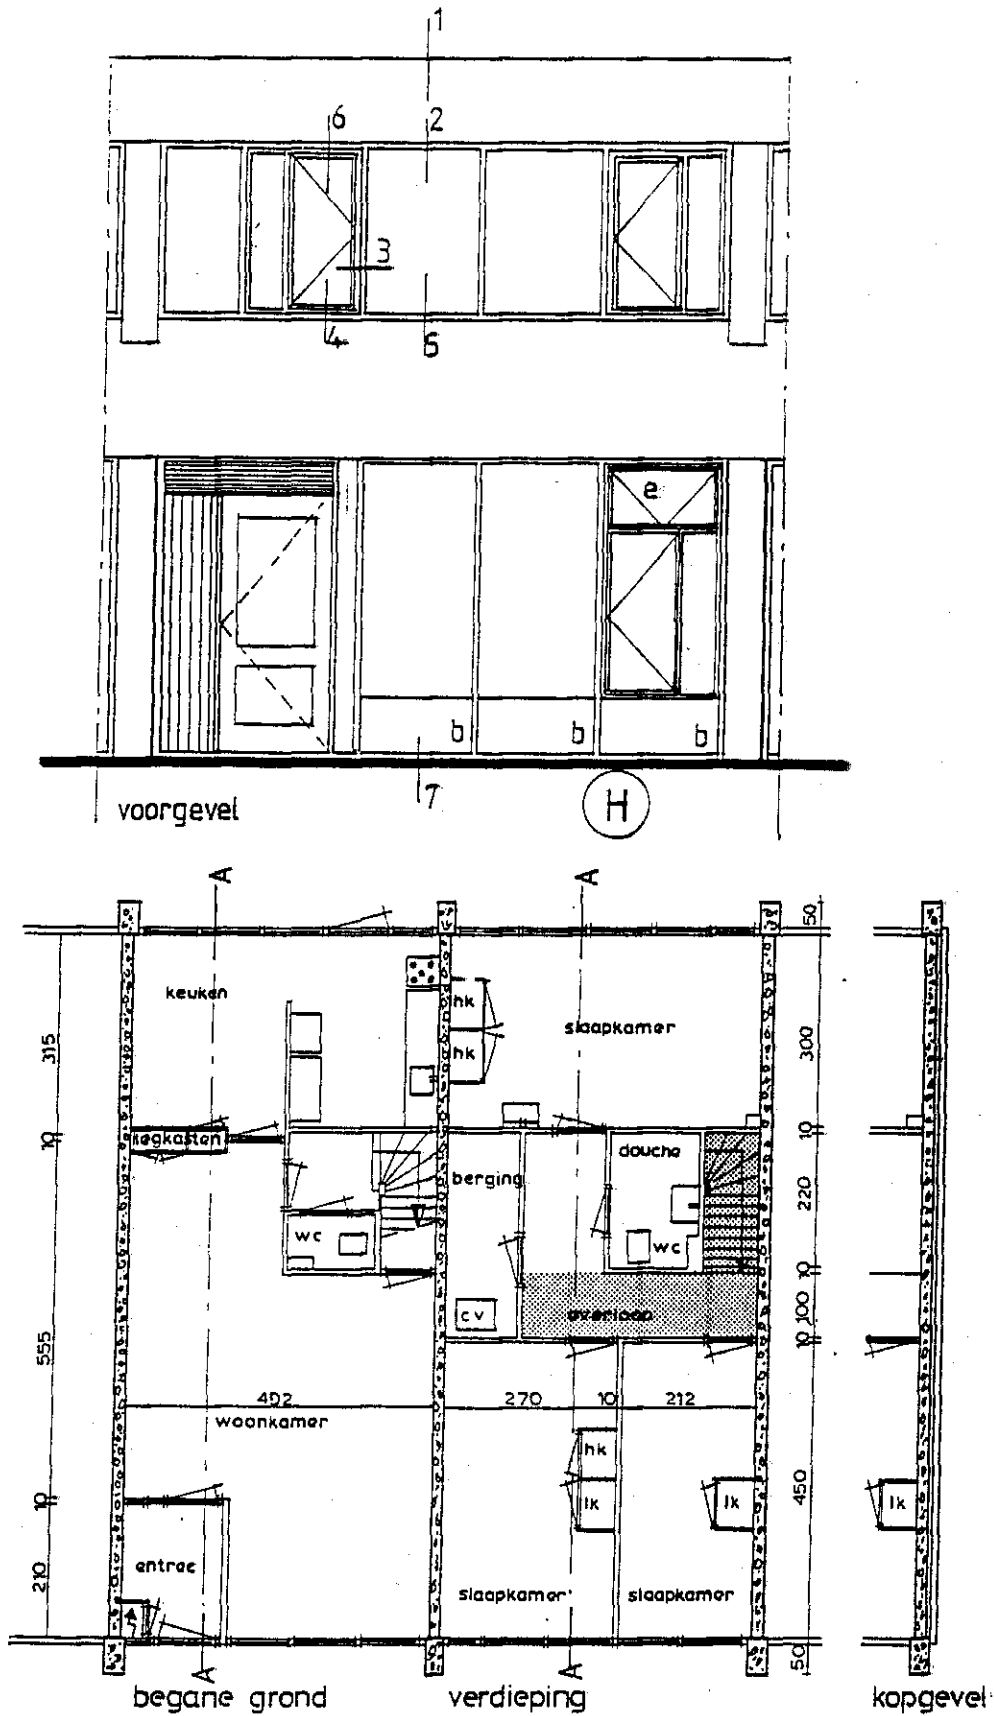 1
6 2
3
4 5
e
b b b
7
voorgevel
H
A A
50
keuken
hk
slaapkamer
hk
315
300
10
legkasten
10
douche
berging
220
wc
wc
10
cv
overloop
100
10
555
492
270 10 212
woonkamer
hk
lk lk lk
450
10
entree
210
slaapkamer slaapkamer
50
A A
begane grond verdieping kopgevel